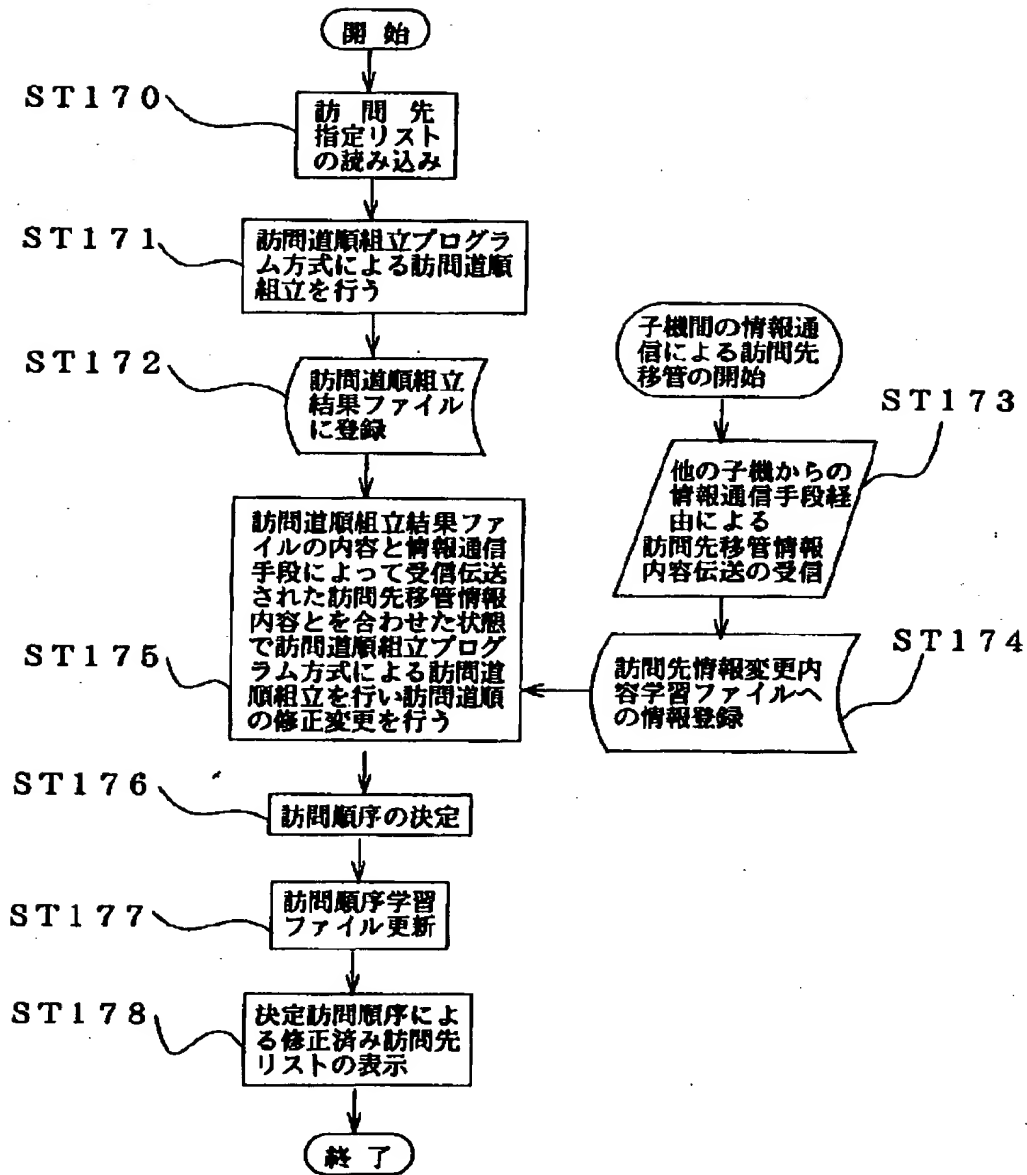 開 始
ST170
訪 問 先
指定リスト
の読み込み
ST171
訪問道順組立プログラ
ム方式による訪問道順
組立を行う
ST172
訪問道順組立
結果ファイル
に登録
子機間の情報通
信による訪問先
移管の開始
ST173
他の子機からの
情報通信手段経
由による
訪問先移管情報
内容伝送の受信
ST174
訪問先情報変更内
容学習ファイルへ
の情報登録
ST175
訪問道順組立結果ファ
イルの内容と情報通信
手段によって受信伝送
された訪問先移管情報
内容とを合わせた状態
で訪問道順組立プログ
ラム方式による訪問道
順組立を行い訪問道順
の修正変更を行う
ST176
訪問順序の決定
ST177
訪問順序学習
ファイル更新
ST178
決定訪問順序によ
る修正済み訪問先
リストの表示
終 了